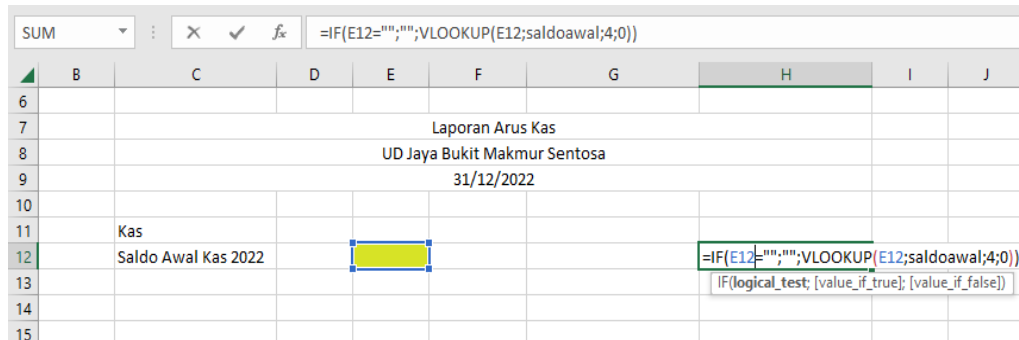 SUM fx =IF(E12="";"";VLOOKUP(E12;saldoawal;4;0))
B C D E F G H I J
6
7 Laporan Arus Kas
8 UD Jaya Bukit Makmur Sentosa
9 31/12/2022
10
11 Kas
12 Saldo Awal Kas 2022 =IF(E12="";"";VLOOKUP(E12;saldoawal;4;0))
13 IF(logical_test; [value_if_true]; [value_if_false])
14
15